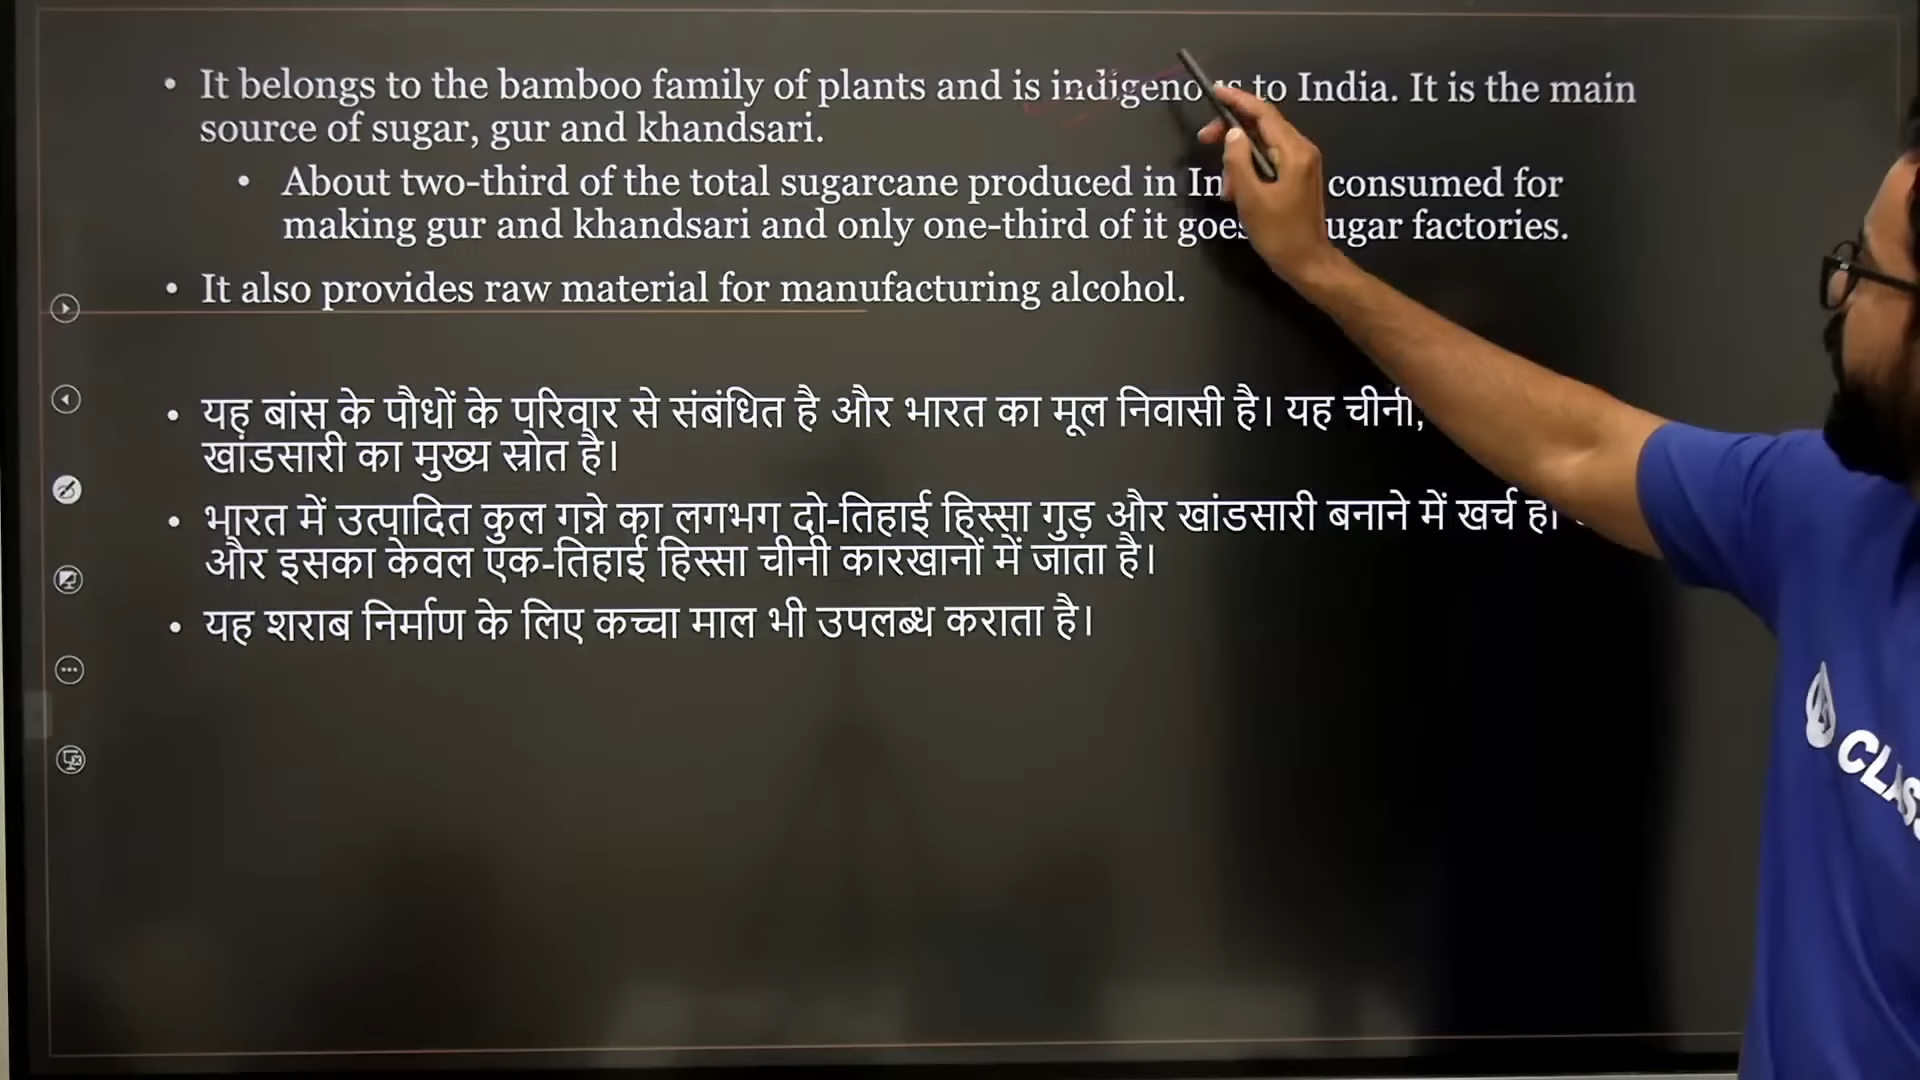 • It belongs to the bamboo family of plants and is indigenous to India. It is the main
source of sugar, gur and khandsari.
• About two-third of the total sugarcane produced in In consumed for
making gur and khandsari and only one-third of it goes ugar factories.
• It also provides raw material for manufacturing alcohol.
• यह बांस के पौधों के परिवार से संबंधित है और भारत का मूल निवासी है। यह चीनी,
खांडसारी का मुख्य स्रोत है।
• भारत में उत्पादित कुल गन्ने का लगभग दो-तिहाई हिस्सा गुड़ और खांडसारी बनाने में खर्च
और इसका केवल एक-तिहाई हिस्सा चीनी कारखानों में जाता है।
• यह शराब निर्माण के लिए कच्चा माल भी उपलब्ध कराता है।
CLASS